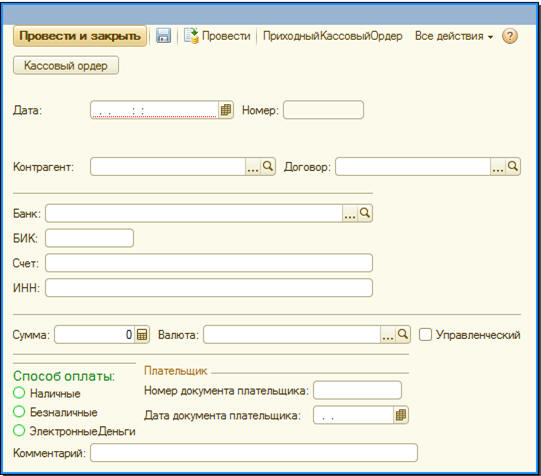 Провести и закрыть Провести ПриходныйКассовыйОрдер Все действия ?
Кассовый ордер
Дата: . . : : Номер:
Контрагент: ... Договор: ...
Банк: ...
БИК:
Счет:
ИНН:
Сумма: 0 Валюта: ... Управленческий
Способ оплаты:
Плательщик
Наличные
Номер документа плательщика:
Безналичные
Дата документа плательщика: . .
ЭлектронныеДеньги
Комментарий: